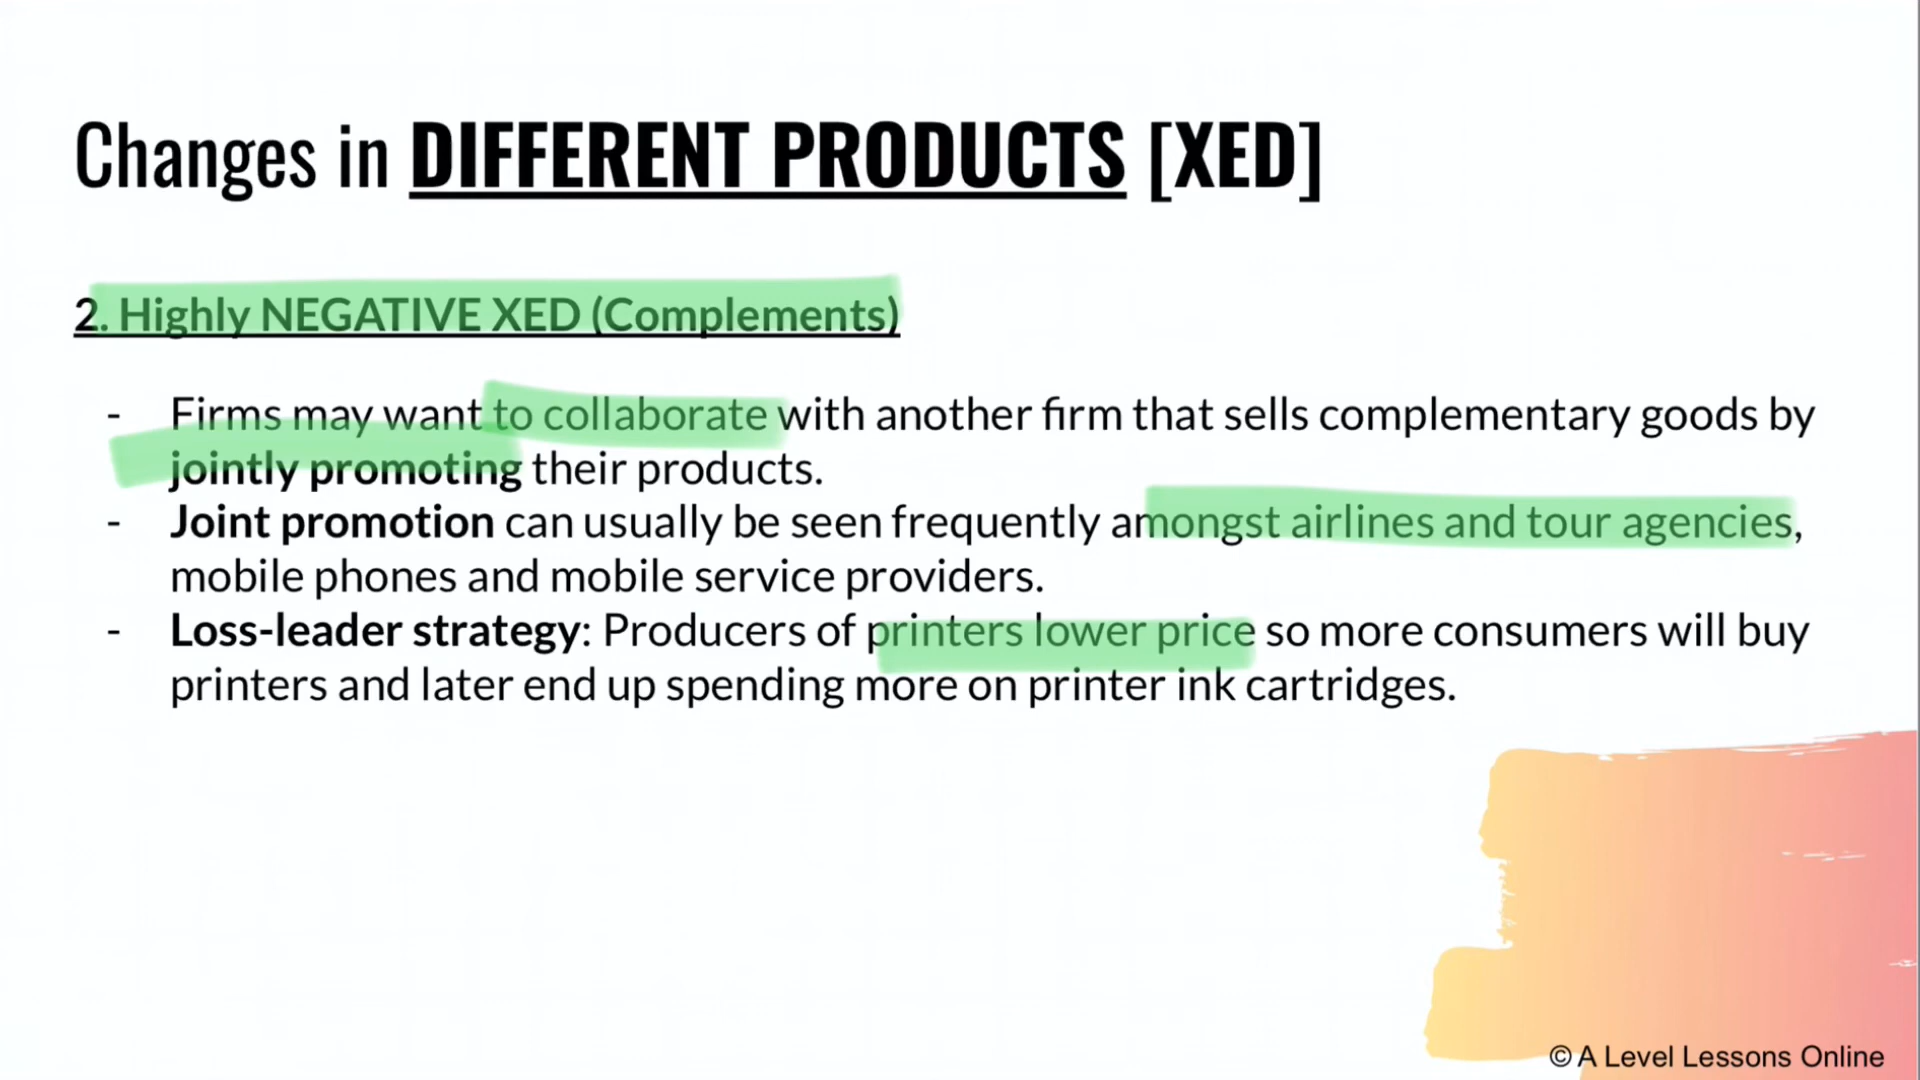 Changes in DIFFERENT PRODUCTS [XED]
2. Highly NEGATIVE XED (Complements)
- Firms may want to collaborate with another firm that sells complementary goods by
jointly promoting their products.
- Joint promotion can usually be seen frequently amongst airlines and tour agencies,
mobile phones and mobile service providers.
- Loss-leader strategy: Producers of printers lower price so more consumers will buy
printers and later end up spending more on printer ink cartridges.
© A Level Lessons Online